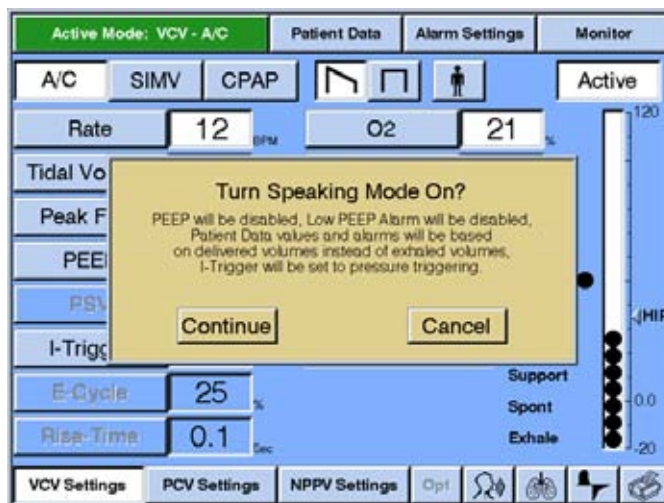 Active Mode: VCV - A/C Patient Data Alarm Settings Monitor
A/C SIMV CPAP Active
Rate 12 BPM O2 21 % 120
Tidal Vo
Turn Speaking Mode On?
Peak F
PEEP will be disabled, Low PEEP Alarm will be disabled,
Patient Data values and alarms will be based
on delivered volumes instead of exhaled volumes,
I-Trigger will be set to pressure triggering.
PEE
PSV
HIP
Continue Cancel
I-Trigg
Support
E-Cycle 25 % 0.0
Spont
Rise-Time 0.1 Sec
Exhale -20
VCV Settings PCV Settings NPPV Settings Opt